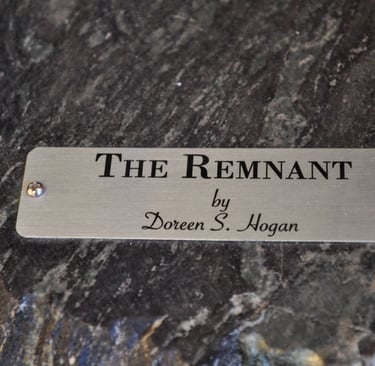 THE REMNANT
by
Doreen S. Hogan